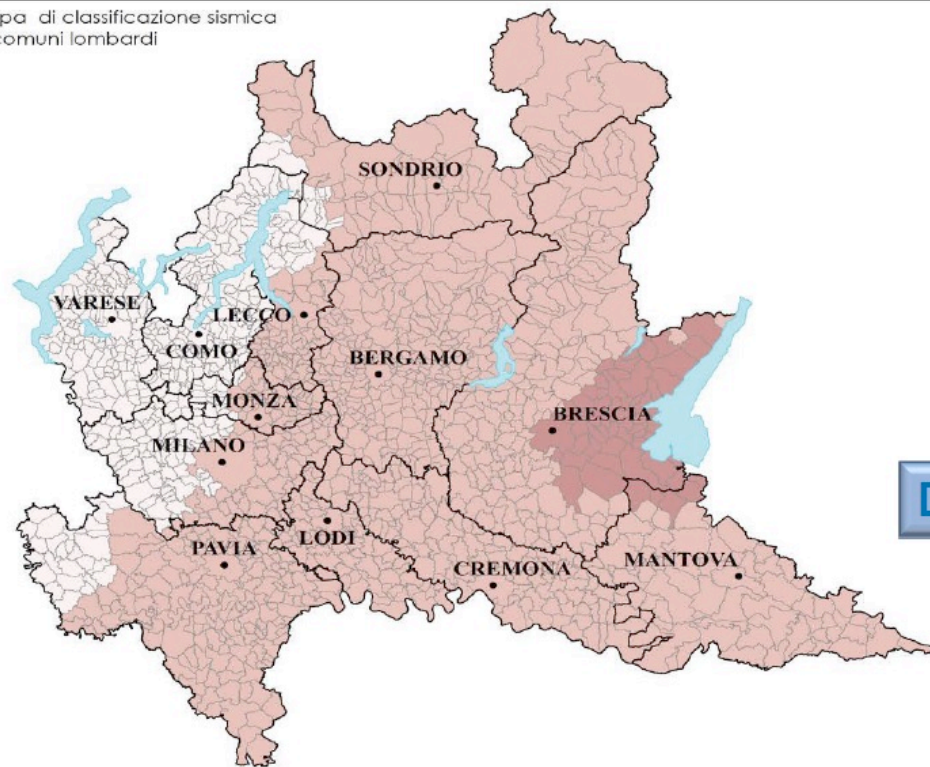 pa di classificazione sismica
comuni lombardi
SONDRIO
VARESE
LECCO
COMO
BERGAMO
MONZA
BRESCIA
MILANO
LODI
PAVIA
CREMONA
MANTOVA